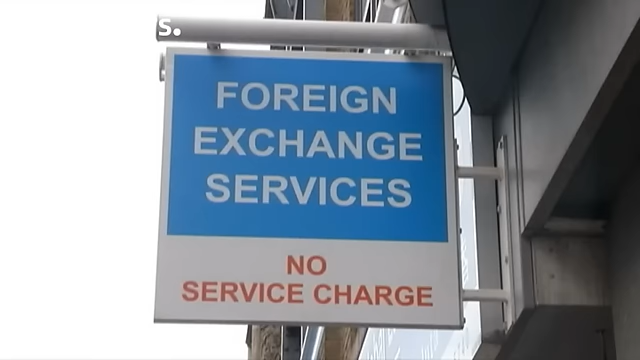 s.
FOREIGN
EXCHANGE
SERVICES
NO
SERVICE CHARGE